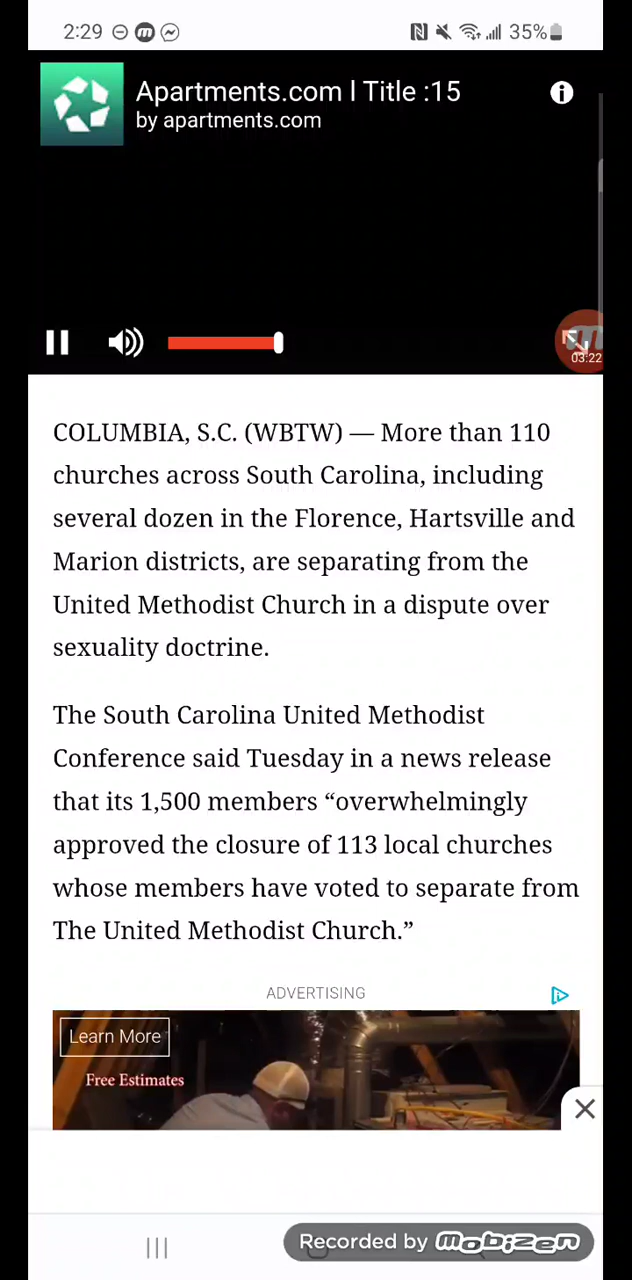 2:29
35%
Apartments.com l Title :15
by apartments.com
03:22
COLUMBIA, S.C. (WBTW) — More than 110
churches across South Carolina, including
several dozen in the Florence, Hartsville and
Marion districts, are separating from the
United Methodist Church in a dispute over
sexuality doctrine.
The South Carolina United Methodist
Conference said Tuesday in a news release
that its 1,500 members “overwhelmingly
approved the closure of 113 local churches
whose members have voted to separate from
The United Methodist Church.”
ADVERTISING
Learn More
Free Estimates
Recorded by mobizen